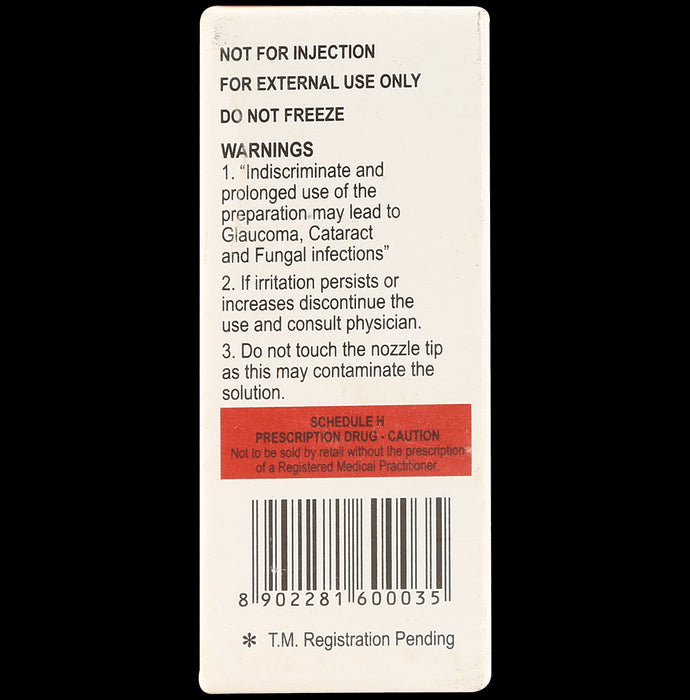 NOT FOR INJECTION
FOR EXTERNAL USE ONLY
DO NOT FREEZE
WARNINGS
1. “Indiscriminate and
prolonged use of the
preparation may lead to
Glaucoma, Cataract
and Fungal infections”
2. If irritation persists or
increases discontinue the
use and consult physician.
3. Do not touch the nozzle tip
as this may contaminate the
solution.
SCHEDULE H
PRESCRIPTION DRUG - CAUTION
Not to be sold by retail without the prescription
of a Registered Medical Practitioner.
8 902281 600035
* T.M. Registration Pending